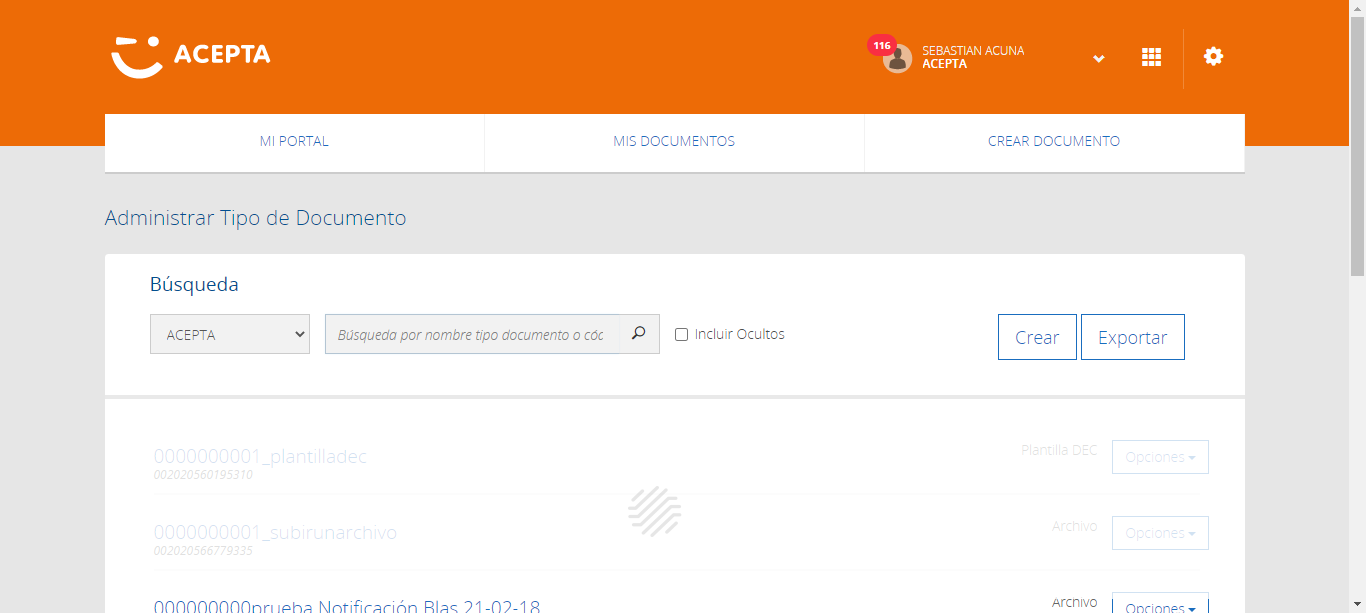 ACEPTA
116
SEBASTIAN ACUNA
ACEPTA
MI PORTAL
MIS DOCUMENTOS
CREAR DOCUMENTO
Administrar Tipo de Documento
Búsqueda
ACEPTA
Búsqueda por nombre tipo documento o cóc
Incluir Ocultos
Crear
Exportar
0000000001_plantilladec
002020560195310
Plantilla DEC
Opciones
0000000001_subirunarchivo
002020566779335
Archivo
Opciones
000000000prueba Notificación Blas 21-02-18
Archivo
Opciones